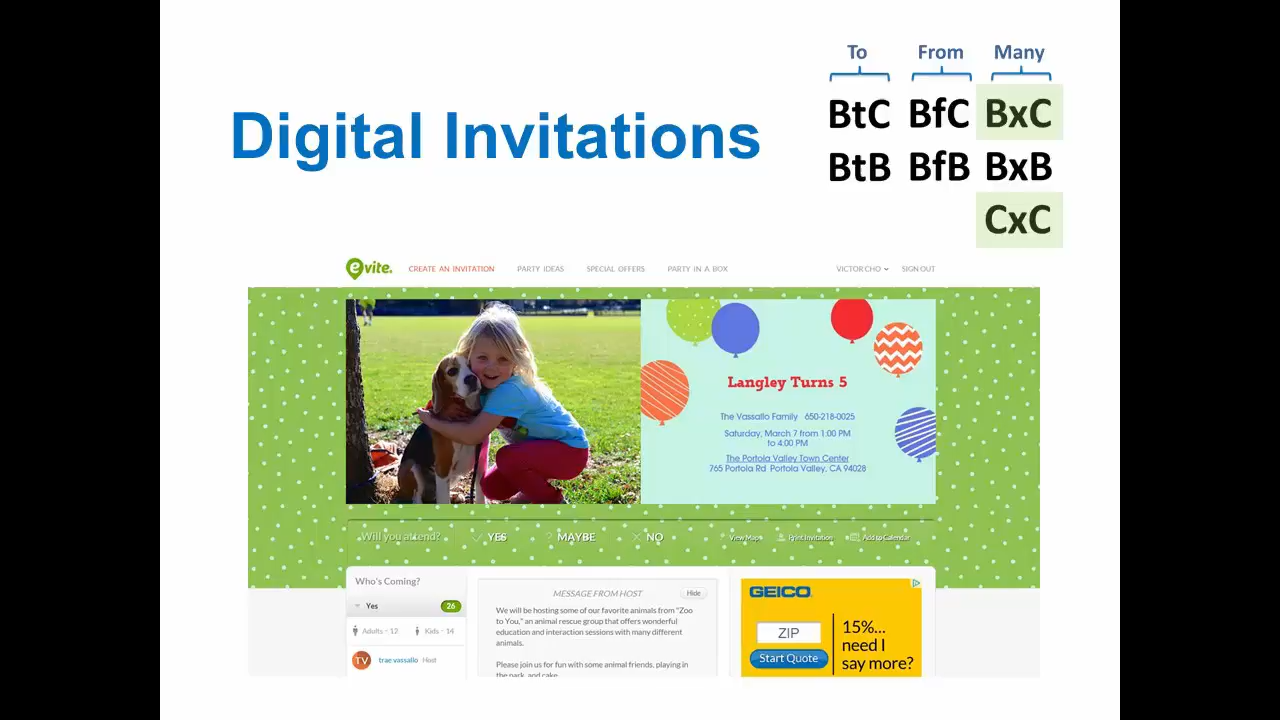 To From Many
Digital Invitations
BtC BfC BxC
BtB BfB BxB
CxC
evite. CREATE AN INVITATION PARTY IDEAS SPECIAL OFFERS PARTY IN A BOX VICTOR CHO SIGN OUT
Langley Turns 5
The Vassallo Family 650-218-0025
Saturday, March 7 from 1:00 PM
to 4:00 PM
The Portola Valley Town Center
765 Portola Rd Portola Valley, CA 94028
Will you attend? YES ? MAYBE NO View Map Print Invitation Add to Calendar
Who's Coming?
Yes 26
Adults - 12 Kids - 14
TV trae vassallo Host
MESSAGE FROM HOST Hide
We will be hosting some of our favorite animals from "Zoo
to You," an animal rescue group that offers wonderful
education and interaction sessions with many different
animals.
Please join us for fun with some animal friends, playing in
the park, and cake.
GEICO
ZIP
Start Quote
15%...
need I
say more?